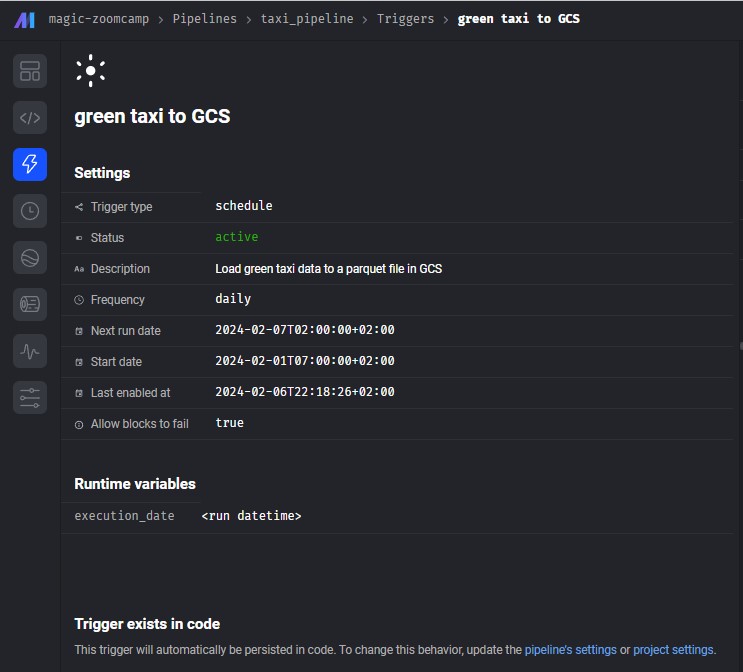 magic-zoomcamp > Pipelines > taxi_pipeline > Triggers > green taxi to GCS
green taxi to GCS
Settings
Trigger type schedule
Status active
Aa Description Load green taxi data to a parquet file in GCS
Frequency daily
Next run date 2024-02-07T02:00:00+02:00
Start date 2024-02-01T07:00:00+02:00
Last enabled at 2024-02-06T22:18:26+02:00
Allow blocks to fail true
Runtime variables
execution_date <run datetime>
Trigger exists in code
This trigger will automatically be persisted in code. To change this behavior, update the pipeline's settings or project settings.